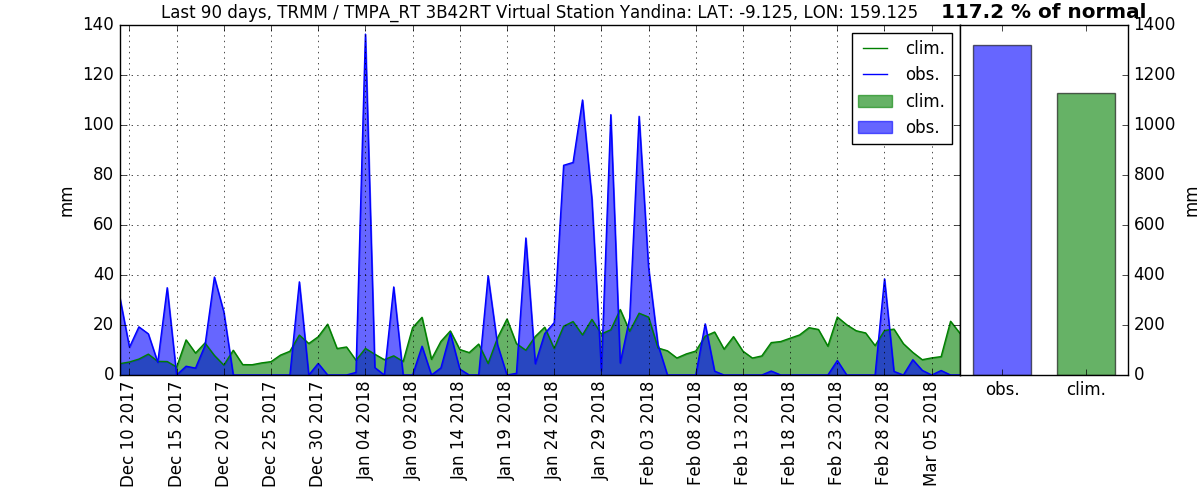 Last 90 days, TRMM / TMPA_RT 3B42RT Virtual Station Yandina: LAT: -9.125, LON: 159.125
117.2 % of normal
140
120
100
80
60
40
20
0
mm
clim.
obs.
clim.
obs.
1400
1200
1000
800
600
400
200
0
mm
obs.
clim.
Dec 10 2017
Dec 15 2017
Dec 20 2017
Dec 25 2017
Dec 30 2017
Jan 04 2018
Jan 09 2018
Jan 14 2018
Jan 19 2018
Jan 24 2018
Jan 29 2018
Feb 03 2018
Feb 08 2018
Feb 13 2018
Feb 18 2018
Feb 23 2018
Feb 28 2018
Mar 05 2018